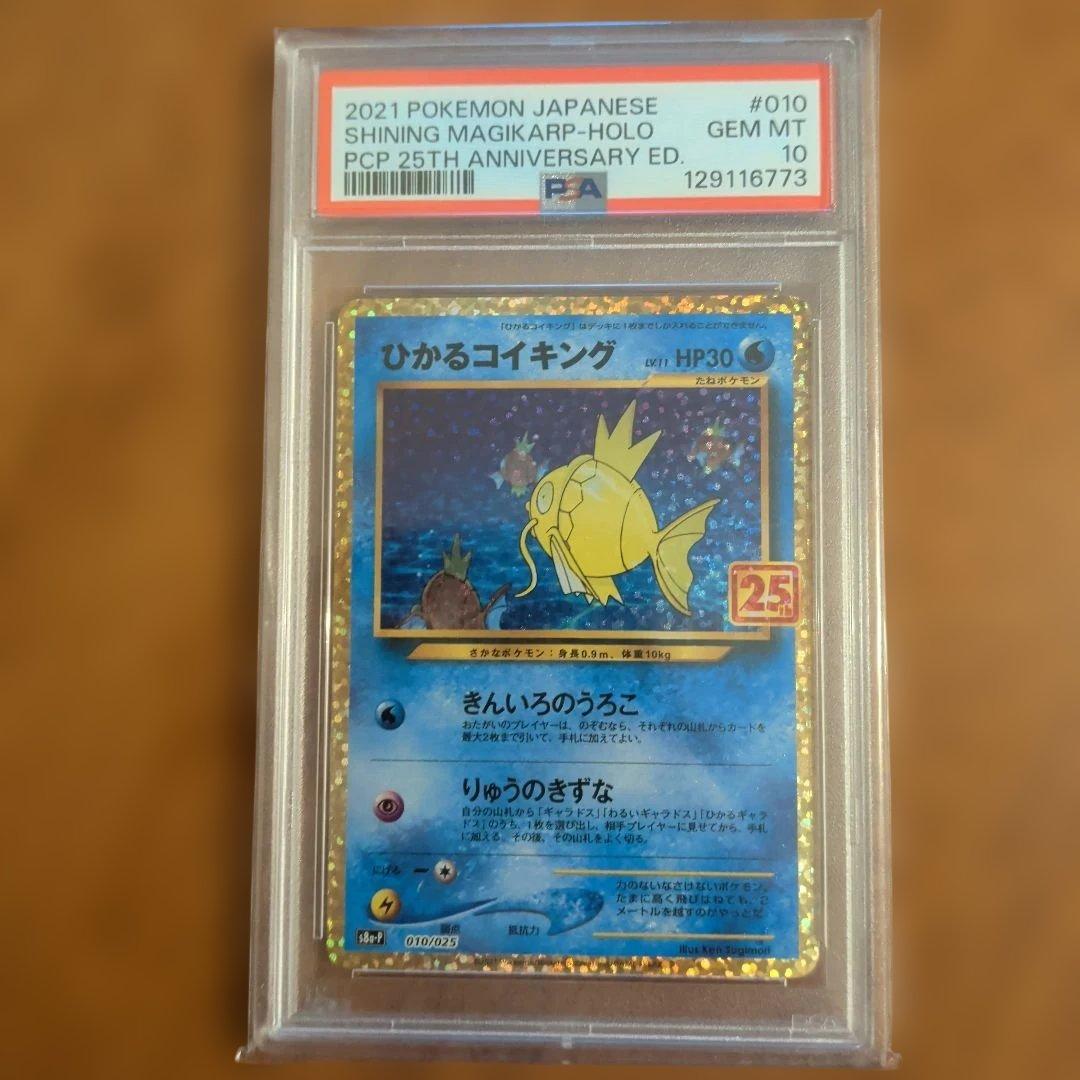 2021 POKEMON JAPANESE #010
SHINING MAGIKARP-HOLO GEM MT
PCP 25TH ANNIVERSARY ED. 10
PSA 129116773
「ひかるコイキング」はデッキに1枚までしか入れることができません。
ひかるコイキング LV.11 HP30
たねポケモン
25th
さかなポケモン：身長0.9m、体重10kg
きんいろのうろこ
おたがいのプレイヤーは、のぞむなら、それぞれの山札からカードを
最大2枚まで引いて、手札に加えてよい。
りゅうのきずな
自分の山札から「ギャラドス」「わるいギャラドス」「ひかるギャラ
ドス」のうち、1枚を選び出し、相手プレイヤーに見せてから、手札
に加える。その後、その山札をよく切る。
にげる
力のないなさけないポケモン。
たまに高く飛びはねても、2
メートルを越すのがやっとだ
弱点 抵抗力
s8a-P 010/025
Illus. Ken Sugimori